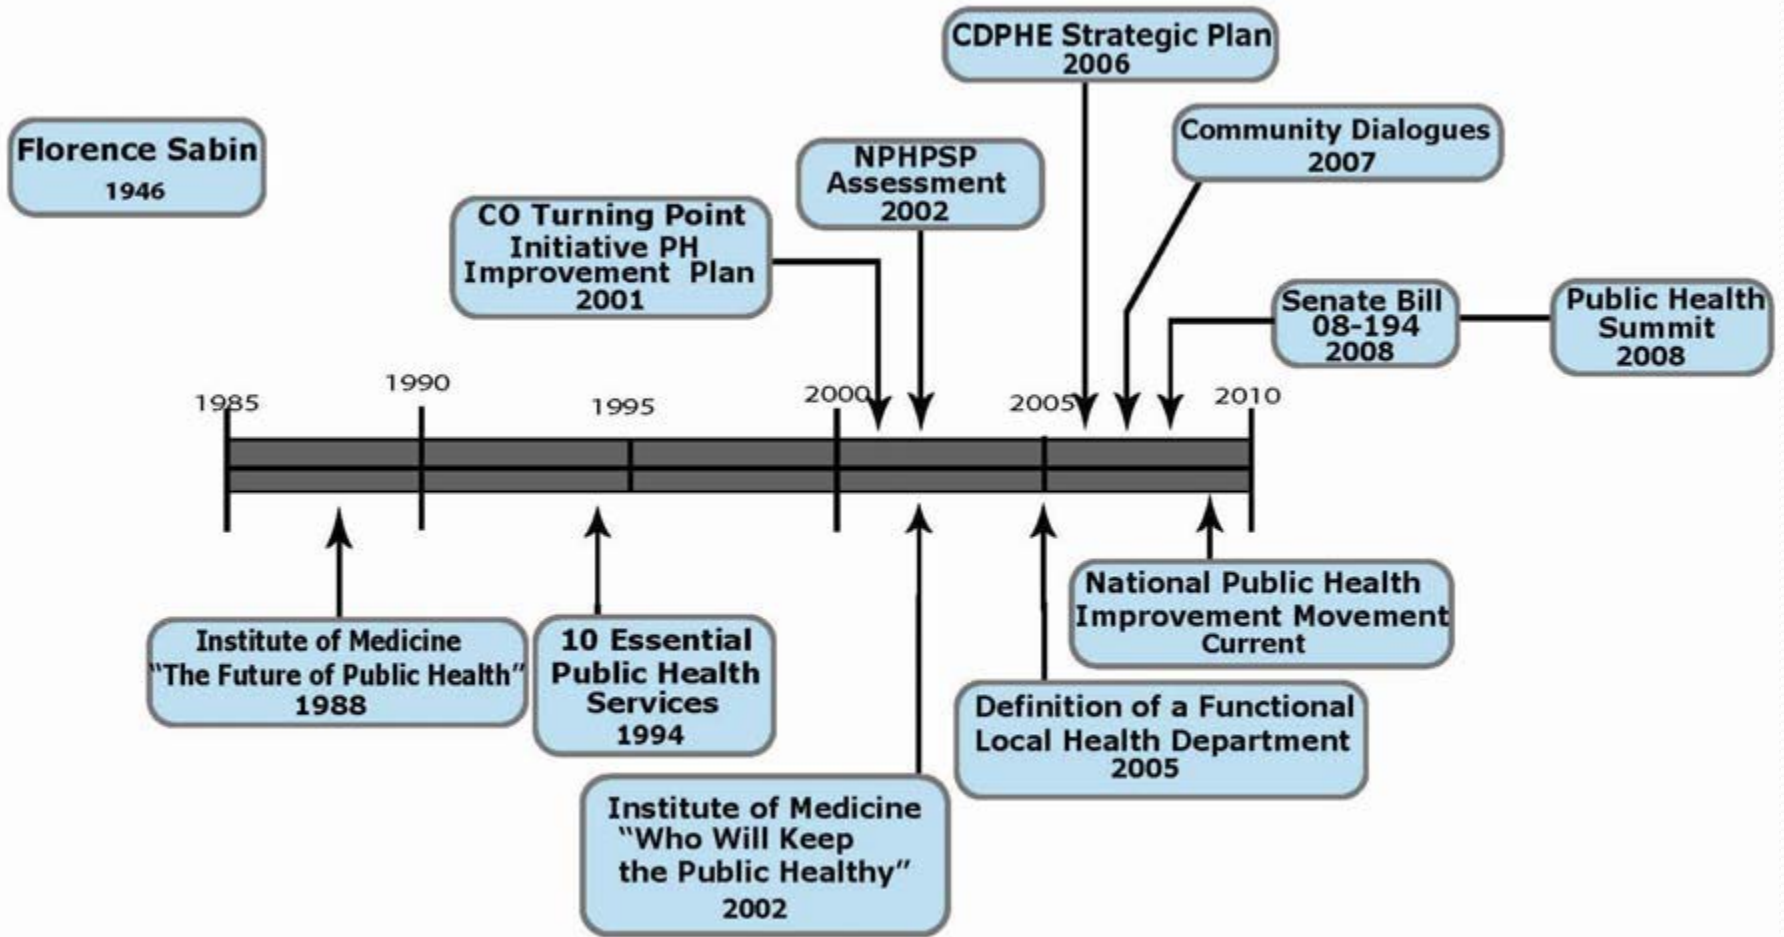 CDPHE Strategic Plan
2006
Florence Sabin
1946
Community Dialogues
2007
NPHPSP
Assessment
2002
CO Turning Point
Initiative PH
Improvement Plan
2001
Senate Bill
08-194
2008
Public Health
Summit
2008
1985
1990
1995
2000
2005
2010
Institute of Medicine
"The Future of Public Health"
1988
10 Essential
Public Health
Services
1994
Institute of Medicine
"Who Will Keep
the Public Healthy"
2002
Definition of a Functional
Local Health Department
2005
National Public Health
Improvement Movement
Current